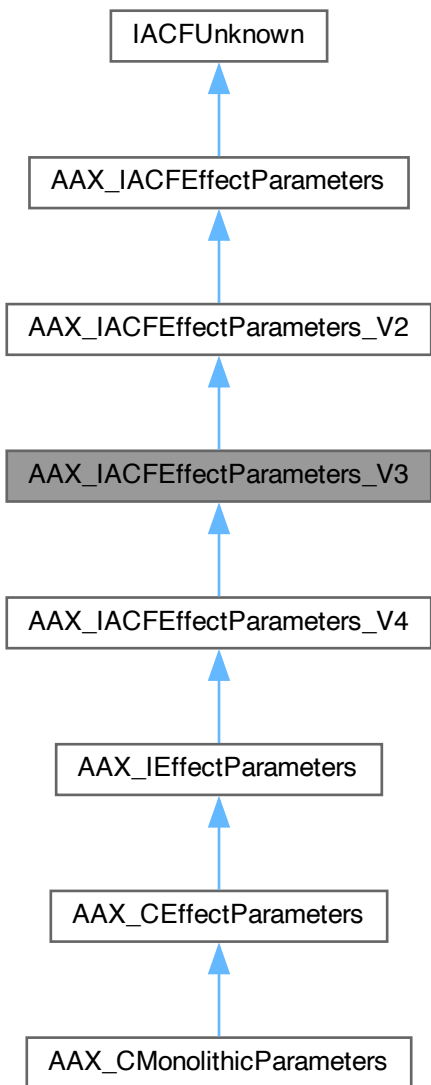 IACFUnknown
AAX_IACFEffectParameters
AAX_IACFEffectParameters_V2
AAX_IACFEffectParameters_V3
AAX_IACFEffectParameters_V4
AAX_IEffectParameters
AAX_CEffectParameters
AAX_CMonolithicParameters